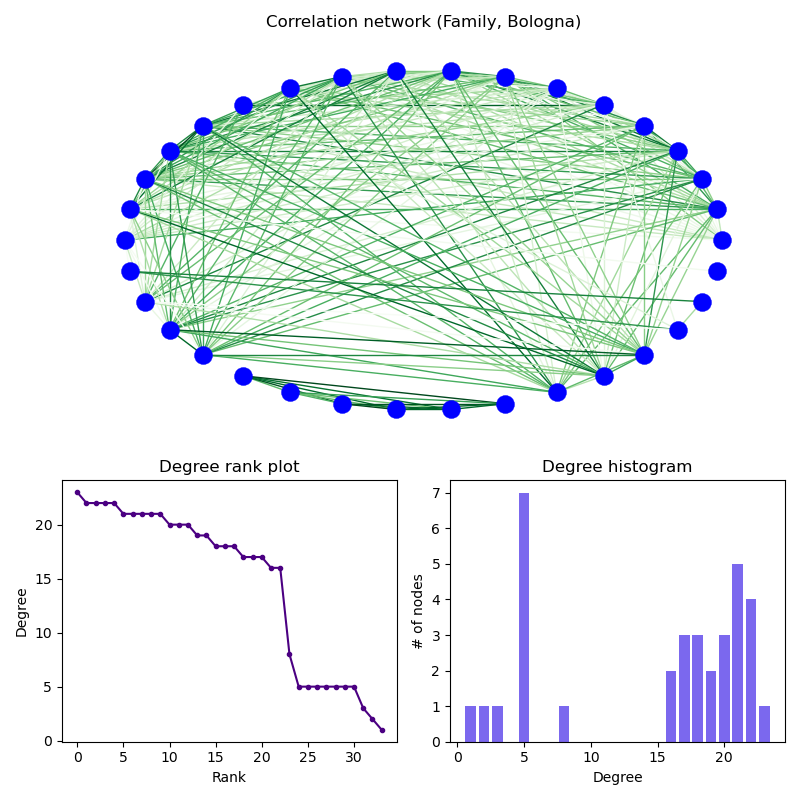 Correlation network (Family, Bologna)
Degree rank plot
Degree
20
15
10
5
0
0 5 10 15 20 25 30
Rank
Degree histogram
# of nodes
7
6
5
4
3
2
1
0
0 5 10 15 20
Degree